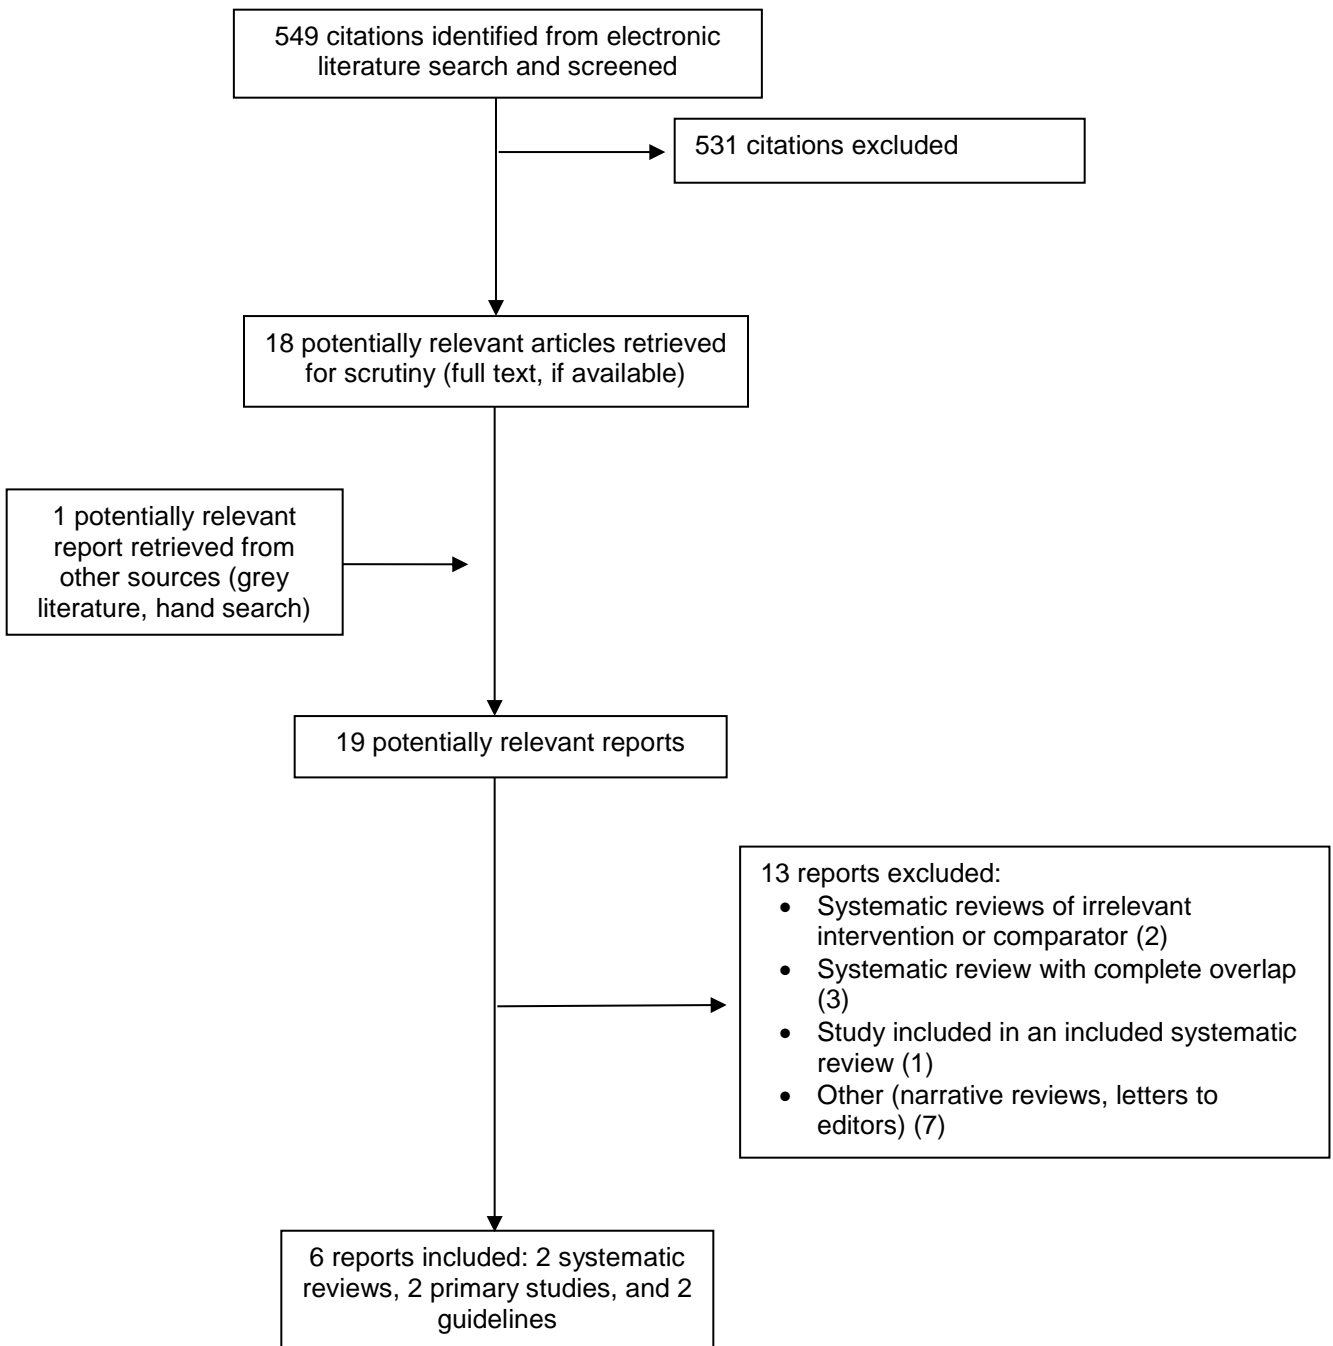 549 citations identified from electronic
literature search and screened
531 citations excluded
18 potentially relevant articles retrieved
for scrutiny (full text, if available)
1 potentially relevant
report retrieved from
other sources (grey
literature, hand search)
19 potentially relevant reports
13 reports excluded:
• Systematic reviews of irrelevant
intervention or comparator (2)
• Systematic review with complete overlap
(3)
• Study included in an included systematic
review (1)
• Other (narrative reviews, letters to
editors) (7)
6 reports included: 2 systematic
reviews, 2 primary studies, and 2
guidelines